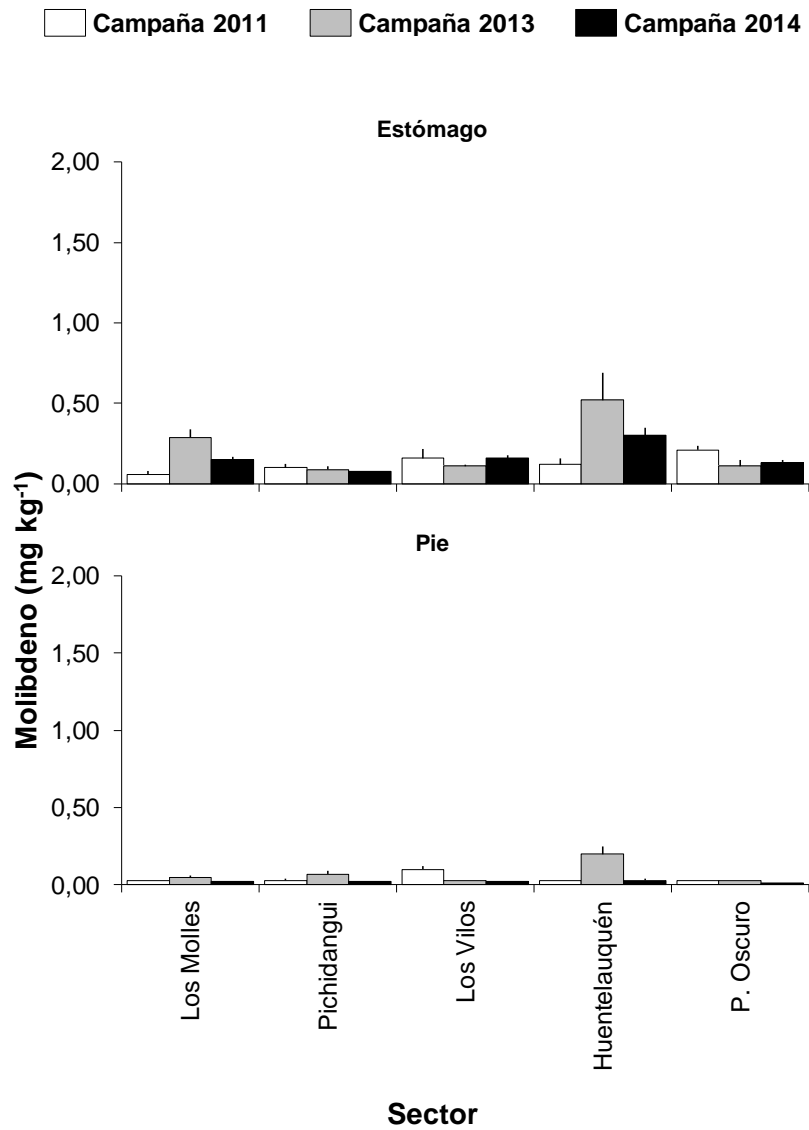 Campaña 2011 Campaña 2013 Campaña 2014
Estómago
2,00
1,50
1,00
0,50
0,00
Pie
2,00
1,50
1,00
0,50
0,00
Molibdeno (mg kg⁻¹)
Los Molles
Pichidangui
Los Vilos
Huentelauquén
P. Oscuro
Sector